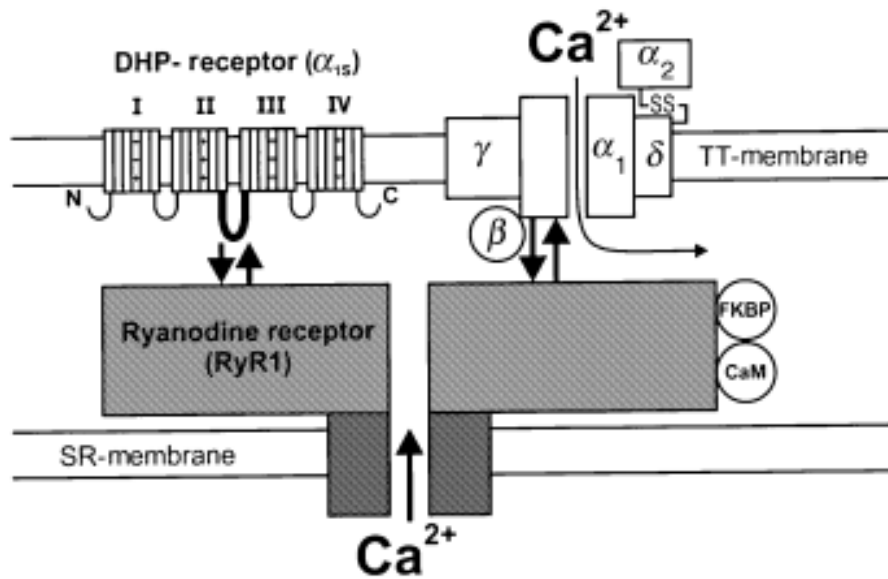 DHP- receptor (α₁ₛ)
I II III IV
N
C
Ca²⁺
α₂
SS
γ
α₁
δ
TT-membrane
β
Ryanodine receptor
(RyR1)
FKBP
CaM
SR-membrane
Ca²⁺